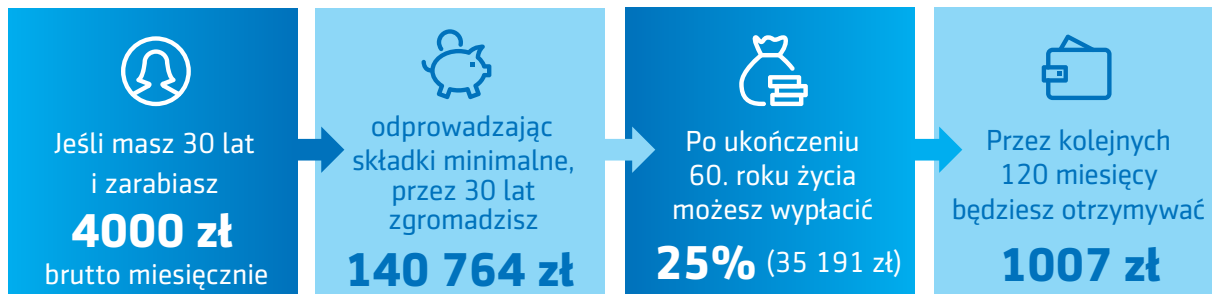 Jeśli masz 30 lat
i zarabiasz
4000 zł
brutto miesięcznie
odprowadzając
składki minimalne,
przez 30 lat
zgromadzisz
140 764 zł
Po ukończeniu
60. roku życia
możesz wypłacić
25% (35 191 zł)
Przez kolejnych
120 miesięcy
będziesz otrzymywać
1007 zł